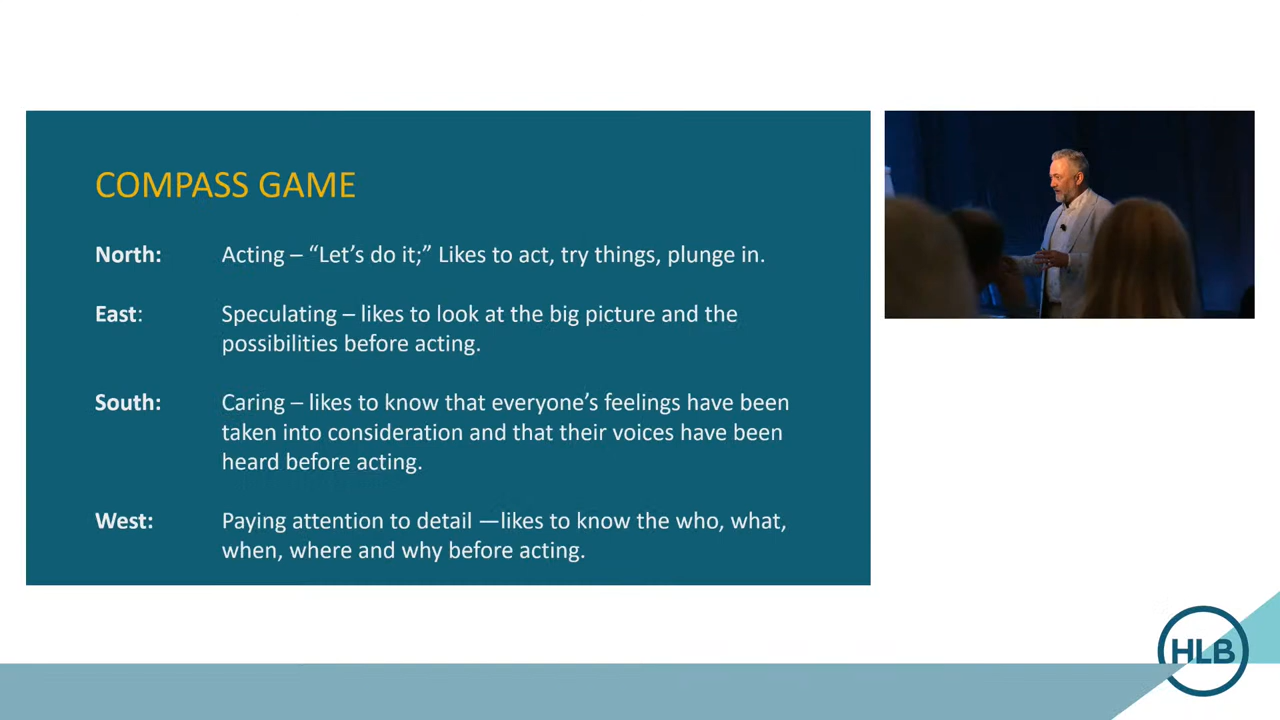 COMPASS GAME
North: Acting – “Let’s do it;” Likes to act, try things, plunge in.
East: Speculating – likes to look at the big picture and the
possibilities before acting.
South: Caring – likes to know that everyone’s feelings have been
taken into consideration and that their voices have been
heard before acting.
West: Paying attention to detail —likes to know the who, what,
when, where and why before acting.
HLB